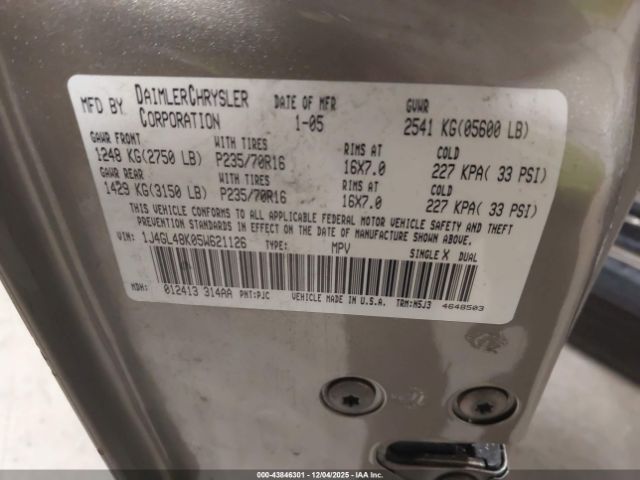 MFD BY DAIMLERCHRYSLER CORPORATION DATE OF MFR 1-05 GVWR 2541 KG(05600 LB)
GAWR FRONT WITH TIRES RIMS AT COLD
1248 KG(2750 LB) P235/70R16 16X7.0 227 KPA( 33 PSI)
GAWR REAR WITH TIRES RIMS AT COLD
1429 KG(3150 LB) P235/70R16 16X7.0 227 KPA( 33 PSI)
THIS VEHICLE CONFORMS TO ALL APPLICABLE FEDERAL MOTOR VEHICLE SAFETY AND THEFT
PREVENTION STANDARDS IN EFFECT ON THE DATE OF MANUFACTURE SHOWN ABOVE.
VIN: 1J4GL48K05W621126 TYPE: MPV SINGLE X DUAL
MDH: 012413 314AA PNT:PJC VEHICLE MADE IN U.S.A. TRM:M5J3 4648503
000-43846301 - 12/04/2025 - IAAI.COM